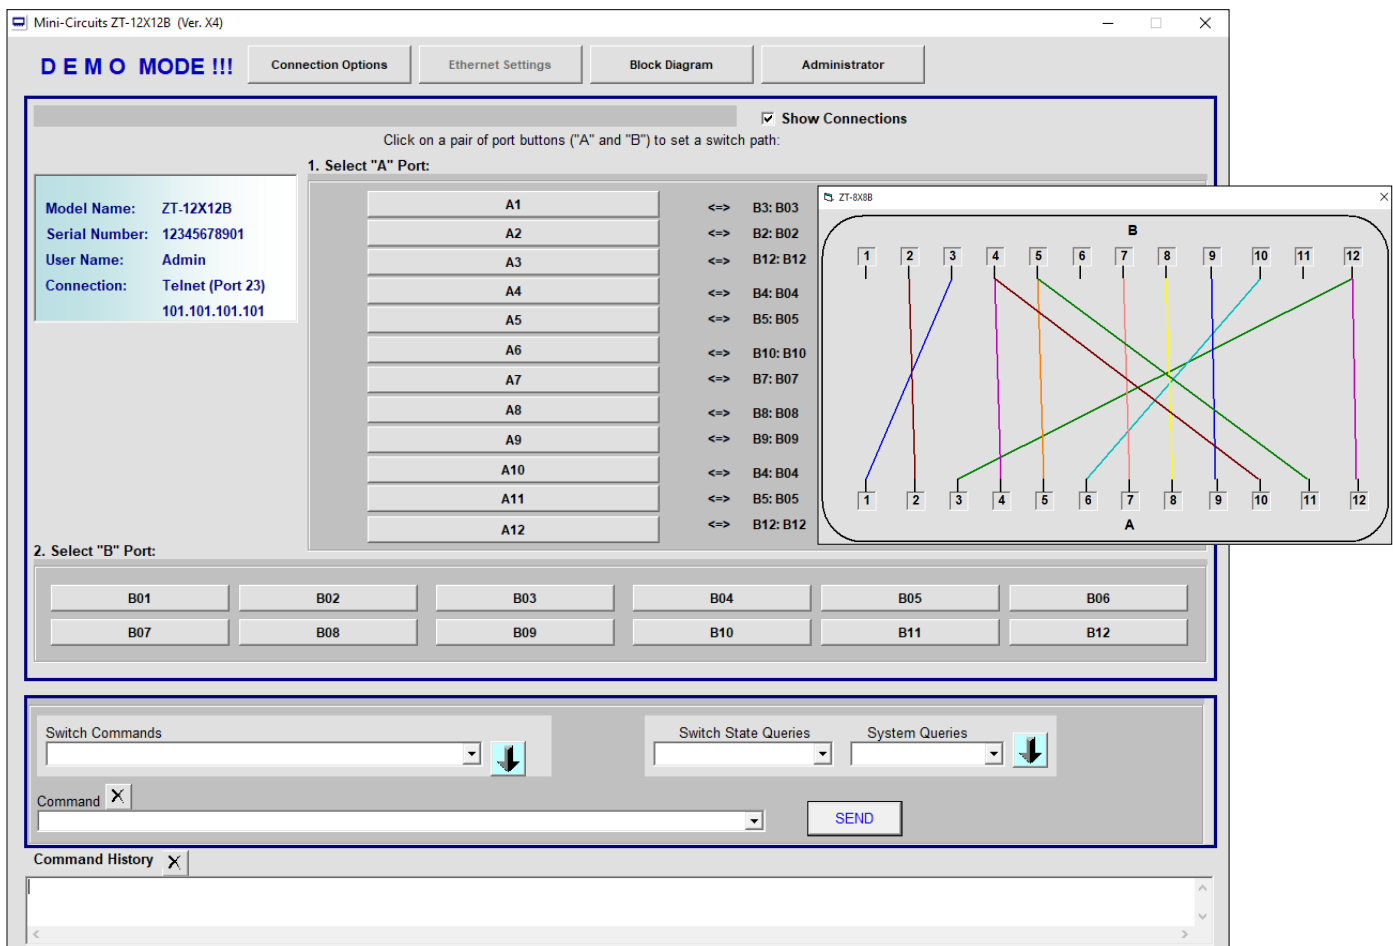 Mini-Circuits ZT-12X12B (Ver. X4)
D E M O MODE !!!
Connection Options
Ethernet Settings
Block Diagram
Administrator
Show Connections
Click on a pair of port buttons ("A" and "B") to set a switch path:
1. Select "A" Port:
Model Name: ZT-12X12B
Serial Number: 12345678901
User Name: Admin
Connection: Telnet (Port 23)
101.101.101.101
A1 <=> B3: B03
A2 <=> B2: B02
A3 <=> B12: B12
A4 <=> B4: B04
A5 <=> B5: B05
A6 <=> B10: B10
A7 <=> B7: B07
A8 <=> B8: B08
A9 <=> B9: B09
A10 <=> B4: B04
A11 <=> B5: B05
A12 <=> B12: B12
ZT-8X8B
B
1 2 3 4 5 6 7 8 9 10 11 12
1 2 3 4 5 6 7 8 9 10 11 12
A
2. Select "B" Port:
B01 B02 B03 B04 B05 B06
B07 B08 B09 B10 B11 B12
Switch Commands
Switch State Queries
System Queries
Command X
SEND
Command History X